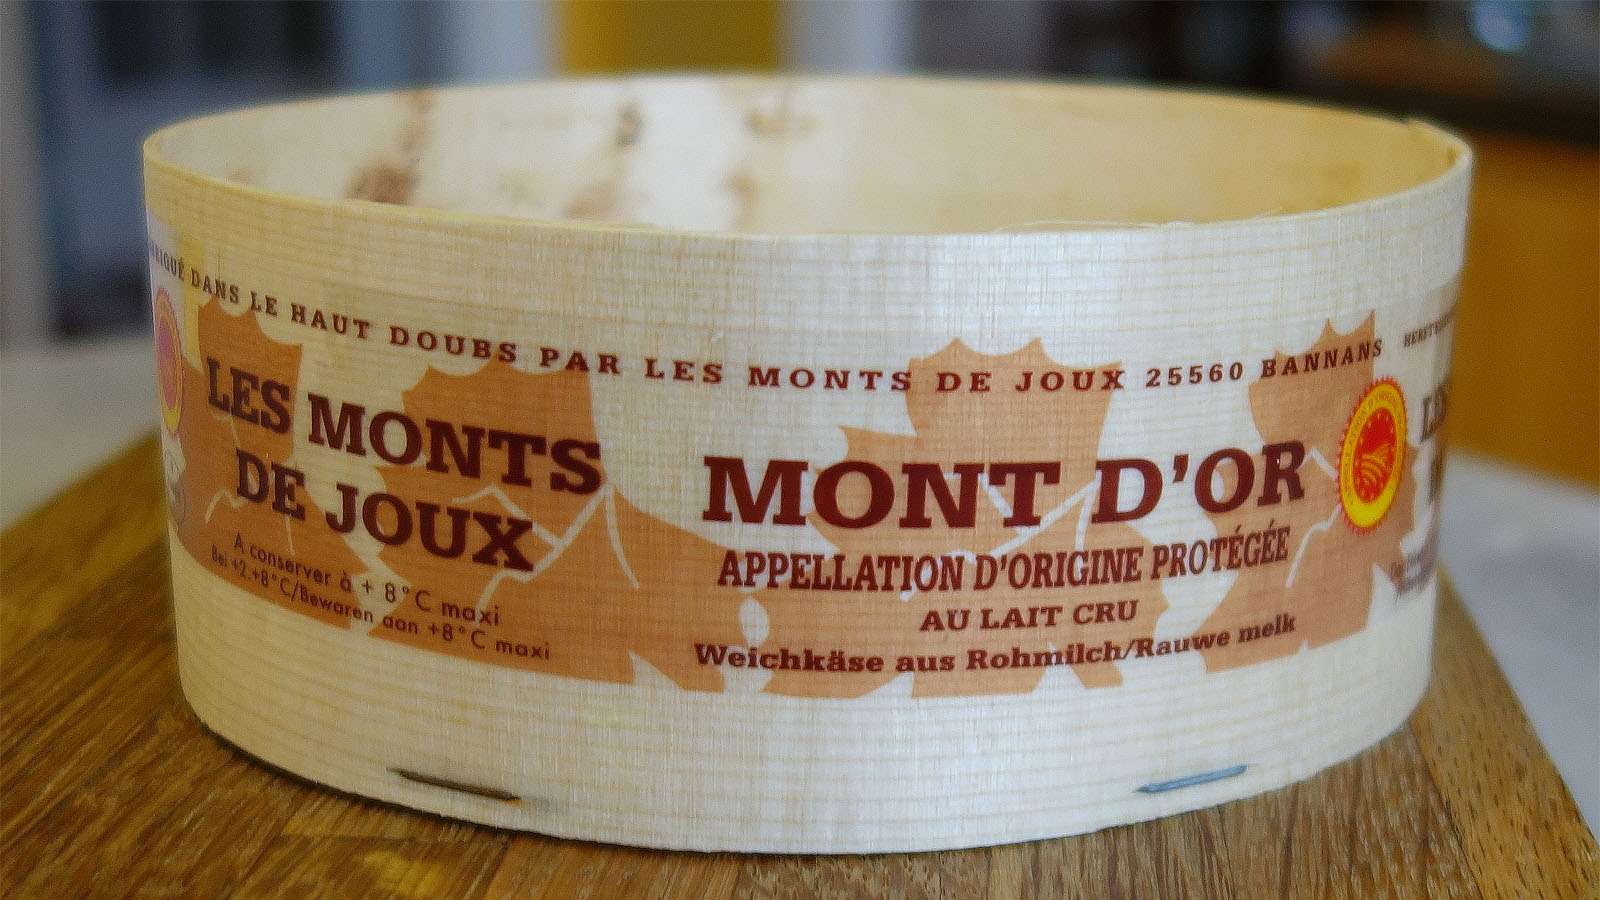 DANS LE HAUT DOUBS PAR LES MONTS DE JOUX 25560 BANNANS
LES MONTS
DE JOUX
A conserver à + 8°C maxi
Bei +2.+8°C/Bewaren aan +8°C maxi
MONT D'OR
APPELLATION D'ORIGINE PROTÉGÉE
AU LAIT CRU
Weichkäse aus Rohmilch/Rauwe melk